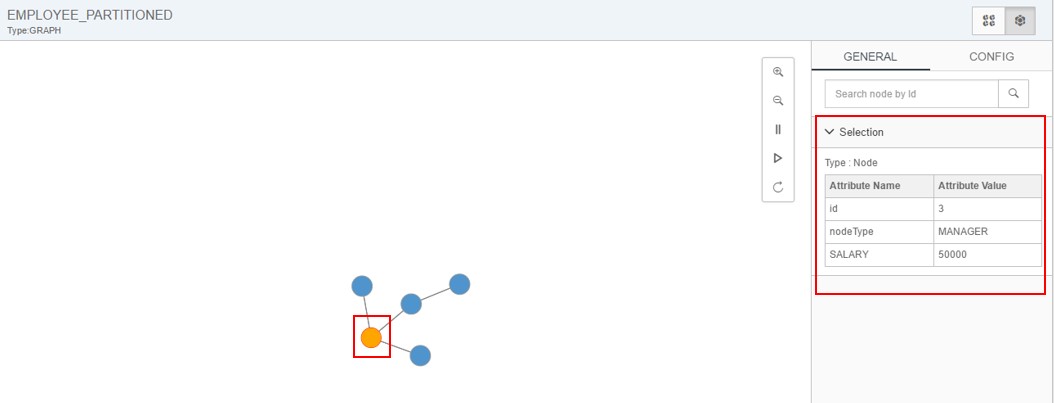 EMPLOYEE_PARTITIONED
Type:GRAPH
GENERAL CONFIG
Search node by Id
Selection
Type : Node
Attribute Name Attribute Value
id 3
nodeType MANAGER
SALARY 50000